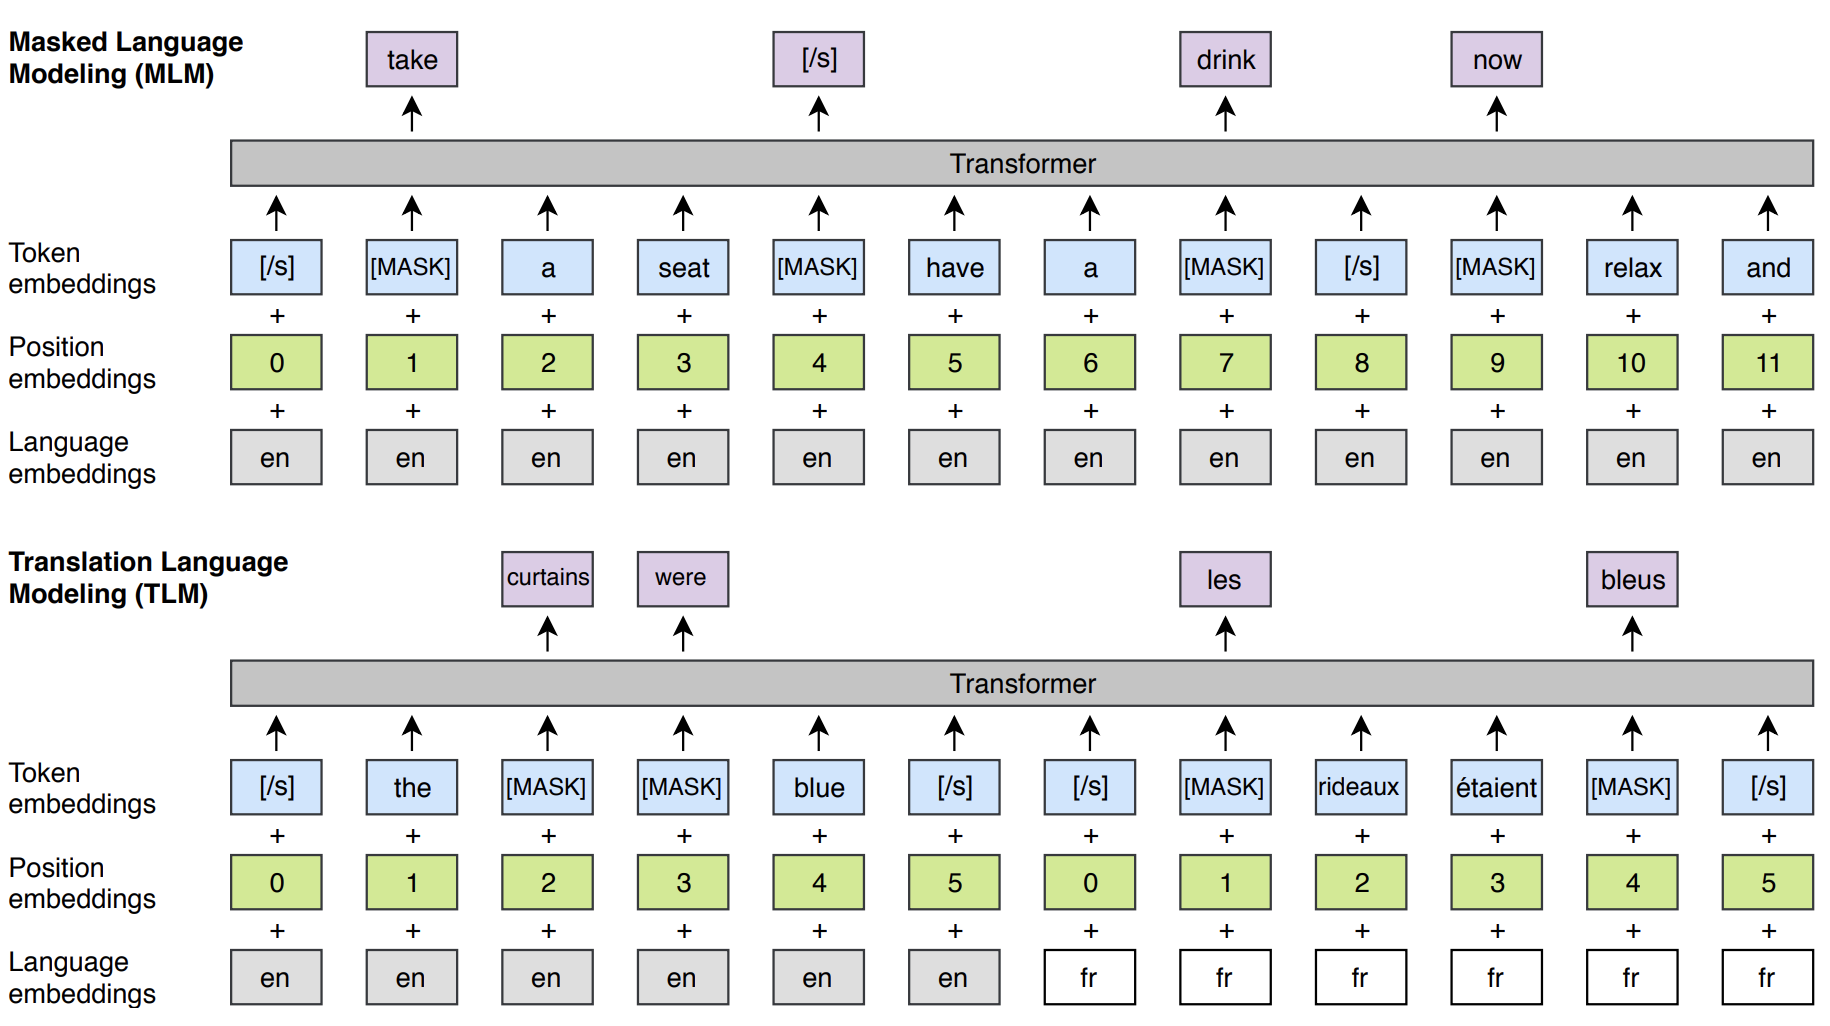 Masked Language
Modeling (MLM)
take [/s] drink now
Transformer
Token
embeddings
[/s] [MASK] a seat [MASK] have a [MASK] [/s] [MASK] relax and
+ + + + + + + + + + + +
Position
embeddings
0 1 2 3 4 5 6 7 8 9 10 11
+ + + + + + + + + + + +
Language
embeddings
en en en en en en en en en en en en
Translation Language
Modeling (TLM)
curtains were les bleus
Transformer
Token
embeddings
[/s] the [MASK] [MASK] blue [/s] [/s] [MASK] rideaux étaient [MASK] [/s]
+ + + + + + + + + + + +
Position
embeddings
0 1 2 3 4 5 0 1 2 3 4 5
+ + + + + + + + + + + +
Language
embeddings
en en en en en en fr fr fr fr fr fr